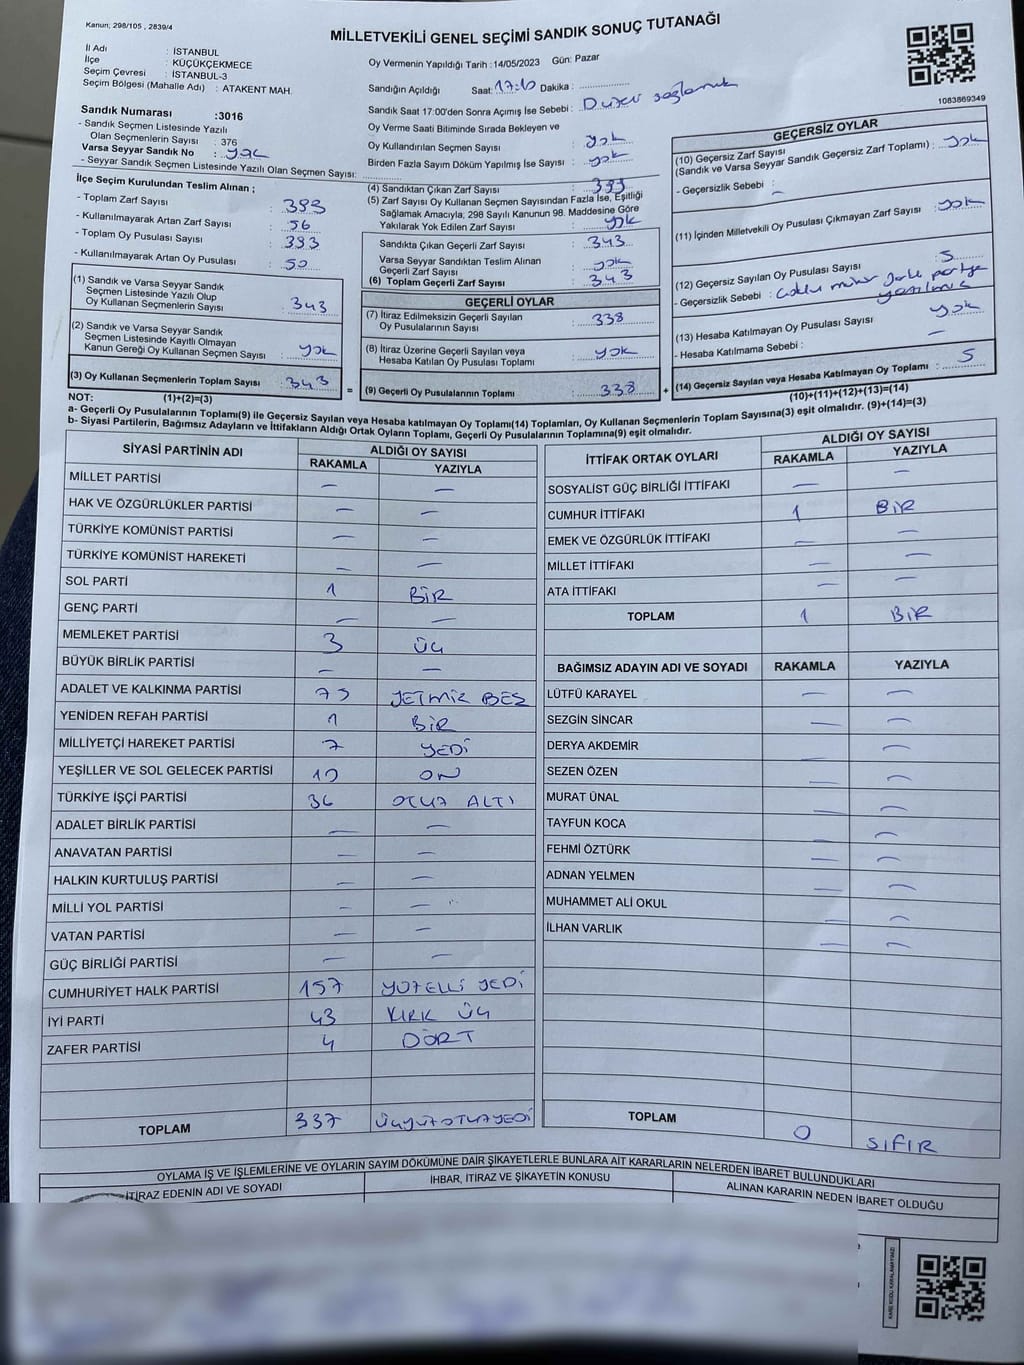 Kanun; 298/105 , 2839/4
MİLLETVEKİLİ GENEL SEÇİMİ SANDIK SONUÇ TUTANAĞI
İl Adı : İSTANBUL
İlçe : KÜÇÜKÇEKMECE
Seçim Çevresi : İSTANBUL-3
Seçim Bölgesi (Mahalle Adı) : ATAKENT MAH.
Oy Vermenin Yapıldığı Tarih :14/05/2023 Gün: Pazar
Sandığın Açıldığı Saat: 17:10 Dakika :
Sandık Saat 17:00'den Sonra Açılmış İse Sebebi :
1083869349
Sandık Numarası :3016
- Sandık Seçmen Listesinde Yazılı
Olan Seçmenlerin Sayısı : 376
Varsa Seyyar Sandık No : yok
- Seyyar Sandık Seçmen Listesinde Yazılı Olan Seçmen Sayısı:
Oy Verme Saati Bitiminde Sırada Bekleyen ve
Oy Kullandırılan Seçmen Sayısı : yok
Birden Fazla Sayım Döküm Yapılmış İse Sayısı : yok
İlçe Seçim Kurulundan Teslim Alınan ;
- Toplam Zarf Sayısı : 393
- Kullanılmayarak Artan Zarf Sayısı : 56
- Toplam Oy Pusulası Sayısı : 393
- Kullanılmayarak Artan Oy Pusulası : 50
(1) Sandık ve Varsa Seyyar Sandık
Seçmen Listesinde Yazılı Olup
Oy Kullanan Seçmenlerin Sayısı : 343
(2) Sandık ve Varsa Seyyar Sandık
Seçmen Listesinde Kayıtlı Olmayan
Kanun Gereği Oy Kullanan Seçmen Sayısı : yok
(3) Oy Kullanan Seçmenlerin Toplam Sayısı : 343
(4) Sandıktan Çıkan Zarf Sayısı : 393
(5) Zarf Sayısı Oy Kullanan Seçmen Sayısından Fazla İse, Eşitliği
Sağlamak Amacıyla, 298 Sayılı Kanunun 98. Maddesine Göre
Yakılarak Yok Edilen Zarf Sayısı : yok
Sandıkta Çıkan Geçerli Zarf Sayısı : 343
Varsa Seyyar Sandıktan Teslim Alınan
Geçerli Zarf Sayısı : yok
(6) Toplam Geçerli Zarf Sayısı : 343
GEÇERLİ OYLAR
(7) İtiraz Edilmeksizin Geçerli Sayılan
Oy Pusulalarının Sayısı : 338
(8) İtiraz Üzerine Geçerli Sayılan veya
Hesaba Katılan Oy Pusulası Toplamı : yok
= (9) Geçerli Oy Pusulalarının Toplamı : 338 +
GEÇERSİZ OYLAR
(10) Geçersiz Zarf Sayısı
(Sandık ve Varsa Seyyar Sandık Geçersiz Zarf Toplamı) : yok
- Geçersizlik Sebebi : –
(11) İçinden Milletvekili Oy Pusulası Çıkmayan Zarf Sayısı : yok
(12) Geçersiz Sayılan Oy Pusulası Sayısı : 5
- Geçersizlik Sebebi :
(13) Hesaba Katılmayan Oy Pusulası Sayısı : yok
- Hesaba Katılmama Sebebi : –
(14) Geçersiz Sayılan veya Hesaba Katılmayan Oy Toplamı : 5
NOT: (1)+(2)=(3)
(10)+(11)+(12)+(13)=(14)
a- Geçerli Oy Pusulalarının Toplamı(9) ile Geçersiz Sayılan veya Hesaba katılmayan Oy Toplamı(14) Toplamları, Oy Kullanan Seçmenlerin Toplam Sayısına(3) eşit olmalıdır. (9)+(14)=(3)
b- Siyasi Partilerin, Bağımsız Adayların ve İttifakların Aldığı Ortak Oyların Toplamı, Geçerli Oy Pusulalarının Toplamına(9) eşit olmalıdır.
SİYASİ PARTİNİN ADI ALDIĞI OY SAYISI
RAKAMLA YAZIYLA
MİLLET PARTİSİ – –
HAK VE ÖZGÜRLÜKLER PARTİSİ – –
TÜRKİYE KOMÜNİST PARTİSİ – –
TÜRKİYE KOMÜNİST HAREKETİ – –
SOL PARTİ 1 BİR
GENÇ PARTİ – –
MEMLEKET PARTİSİ 3 ÜÇ
BÜYÜK BİRLİK PARTİSİ – –
ADALET VE KALKINMA PARTİSİ 75 YETMİŞ BEŞ
YENİDEN REFAH PARTİSİ 1 BİR
MİLLİYETÇİ HAREKET PARTİSİ 7 YEDİ
YEŞİLLER VE SOL GELECEK PARTİSİ 10 ON
TÜRKİYE İŞÇİ PARTİSİ 36 OTUZ ALTI
ADALET BİRLİK PARTİSİ – –
ANAVATAN PARTİSİ – –
HALKIN KURTULUŞ PARTİSİ – –
MİLLİ YOL PARTİSİ – –
VATAN PARTİSİ – –
GÜÇ BİRLİĞİ PARTİSİ – –
CUMHURİYET HALK PARTİSİ 157 YÜZELLİ YEDİ
İYİ PARTİ 43 KIRK ÜÇ
ZAFER PARTİSİ 4 DÖRT
TOPLAM 337 ÜÇYÜZOTUZYEDİ
İTTİFAK ORTAK OYLARI ALDIĞI OY SAYISI
RAKAMLA YAZIYLA
SOSYALİST GÜÇ BİRLİĞİ İTTİFAKI – –
CUMHUR İTTİFAKI 1 BİR
EMEK VE ÖZGÜRLÜK İTTİFAKI – –
MİLLET İTTİFAKI – –
ATA İTTİFAKI – –
TOPLAM 1 BİR
BAĞIMSIZ ADAYIN ADI VE SOYADI RAKAMLA YAZIYLA
LÜTFÜ KARAYEL – –
SEZGİN SİNCAR – –
DERYA AKDEMİR – –
SEZEN ÖZEN – –
MURAT ÜNAL – –
TAYFUN KOCA – –
FEHMİ ÖZTÜRK – –
ADNAN YELMEN – –
MUHAMMET ALİ OKUL – –
İLHAN VARLIK – –
TOPLAM 0 SIFIR
OYLAMA İŞ VE İŞLEMLERİNE VE OYLARIN SAYIM DÖKÜMÜNE DAİR ŞİKAYETLERLE BUNLARA AİT KARARLARIN NELERDEN İBARET BULUNDUKLARI
İTİRAZ EDENİN ADI VE SOYADI İHBAR, İTİRAZ VE ŞİKAYETİN KONUSU ALINAN KARARIN NEDEN İBARET OLDUĞU
KARE KODU KARALAMAYINIZ!